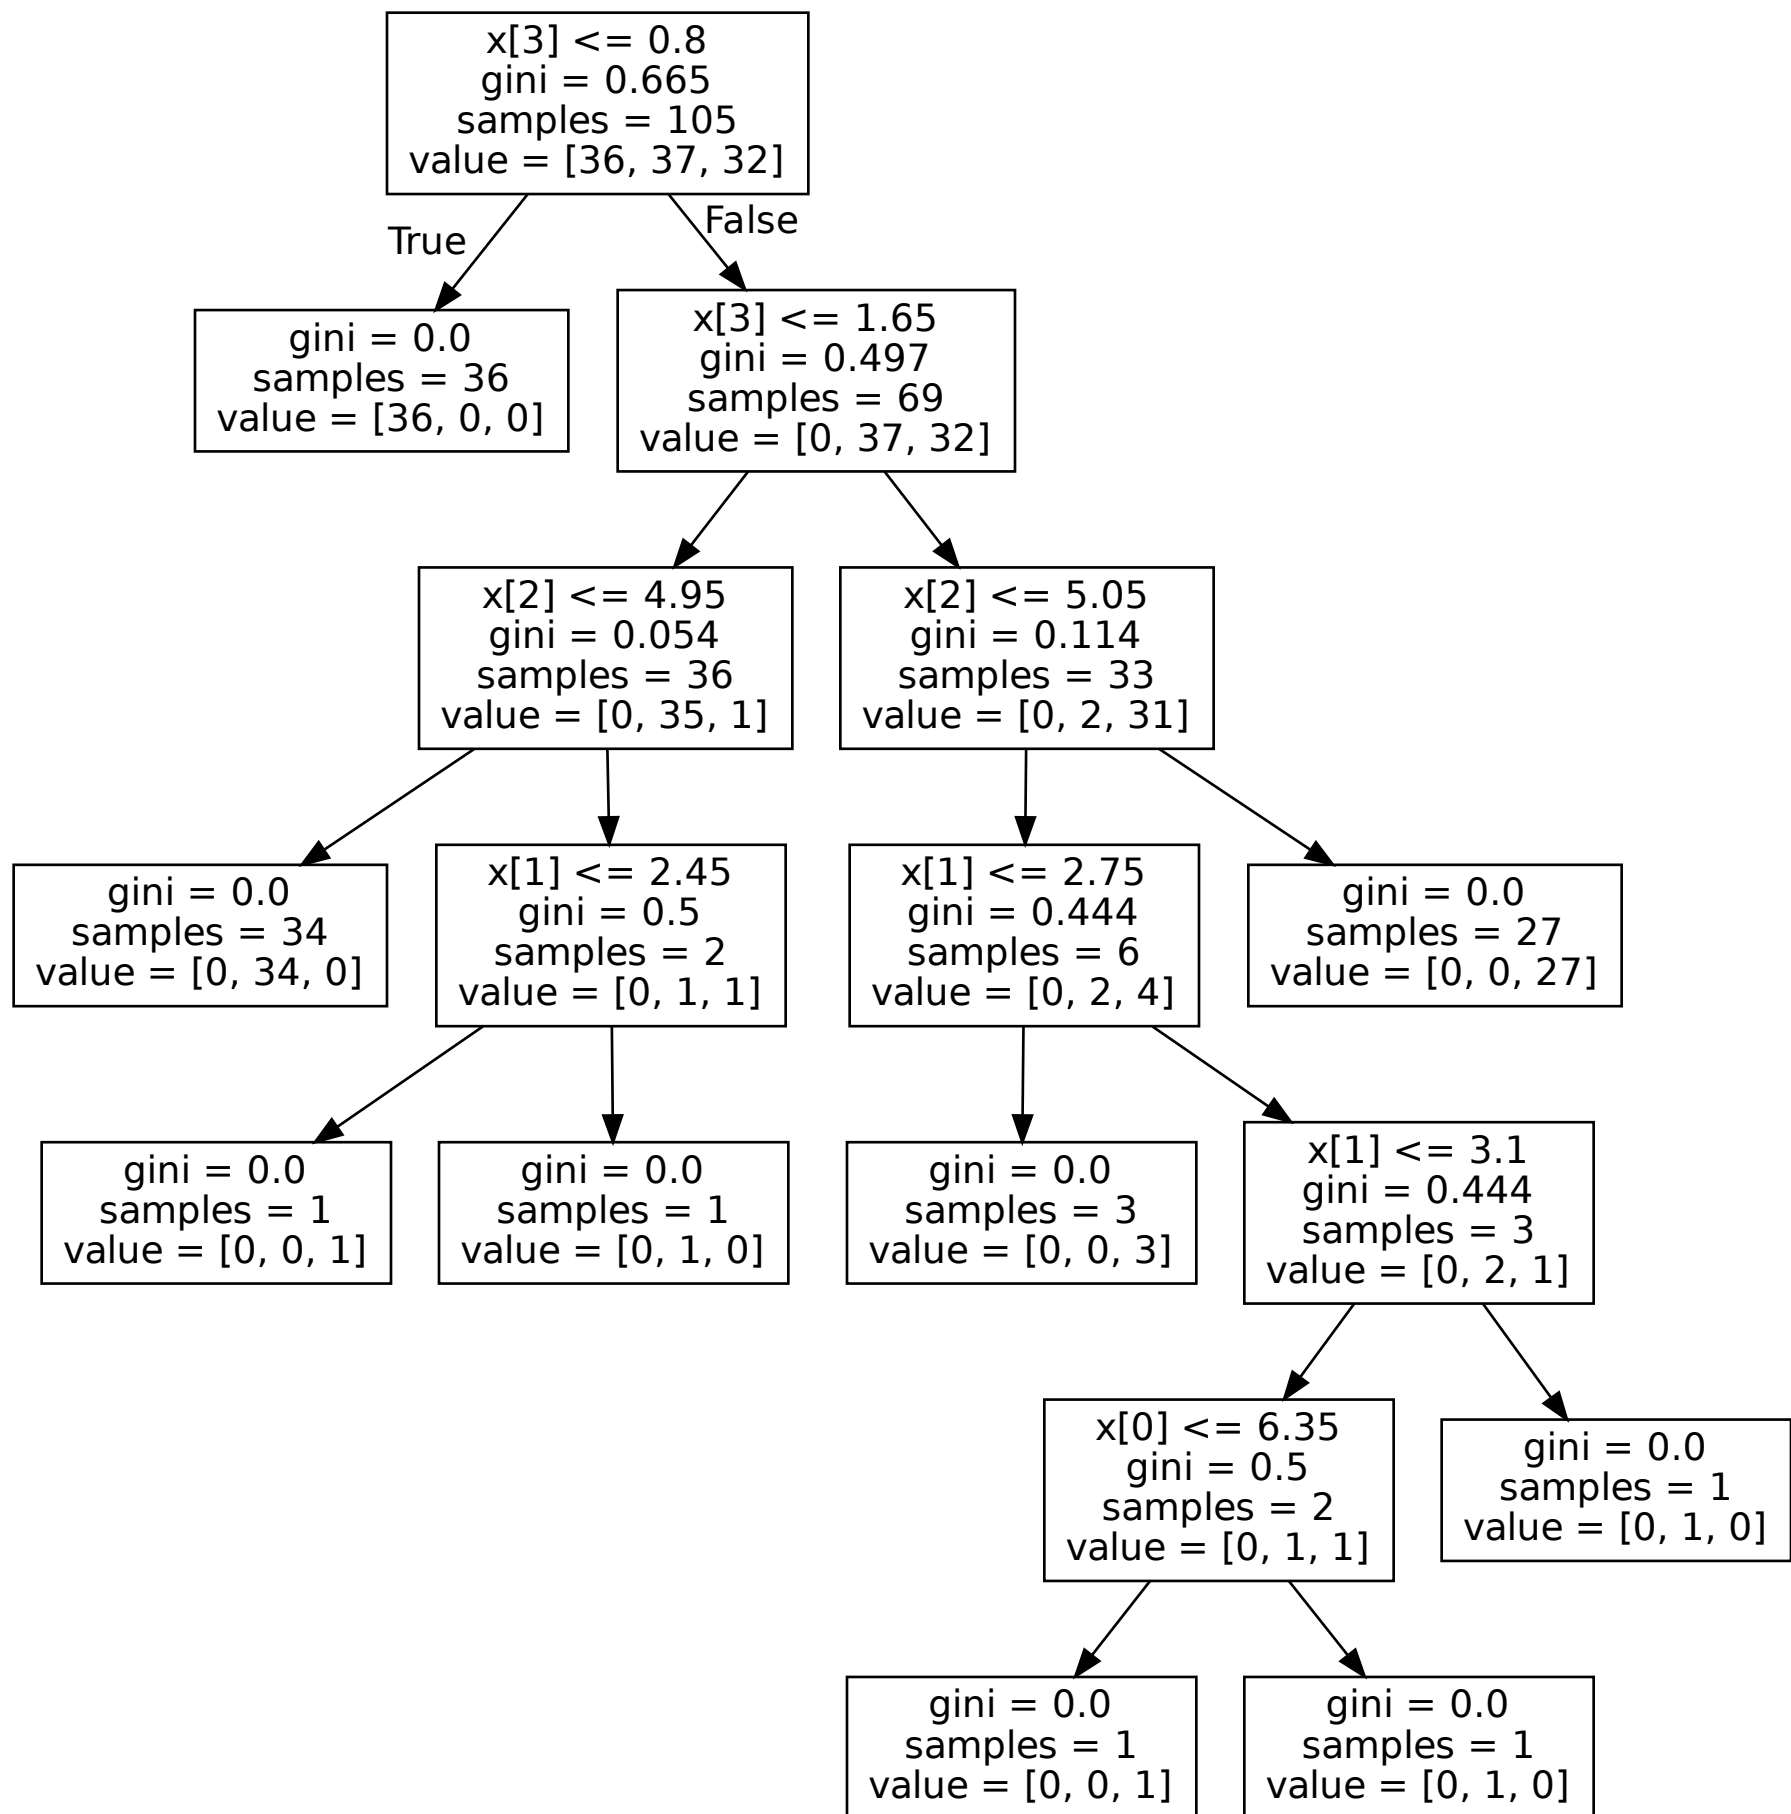 x[3] <= 0.8
gini = 0.665
samples = 105
value = [36, 37, 32]
True
False
gini = 0.0
samples = 36
value = [36, 0, 0]
x[3] <= 1.65
gini = 0.497
samples = 69
value = [0, 37, 32]
x[2] <= 4.95
gini = 0.054
samples = 36
value = [0, 35, 1]
x[2] <= 5.05
gini = 0.114
samples = 33
value = [0, 2, 31]
gini = 0.0
samples = 34
value = [0, 34, 0]
x[1] <= 2.45
gini = 0.5
samples = 2
value = [0, 1, 1]
x[1] <= 2.75
gini = 0.444
samples = 6
value = [0, 2, 4]
gini = 0.0
samples = 27
value = [0, 0, 27]
gini = 0.0
samples = 1
value = [0, 0, 1]
gini = 0.0
samples = 1
value = [0, 1, 0]
gini = 0.0
samples = 3
value = [0, 0, 3]
x[1] <= 3.1
gini = 0.444
samples = 3
value = [0, 2, 1]
x[0] <= 6.35
gini = 0.5
samples = 2
value = [0, 1, 1]
gini = 0.0
samples = 1
value = [0, 1, 0]
gini = 0.0
samples = 1
value = [0, 0, 1]
gini = 0.0
samples = 1
value = [0, 1, 0]